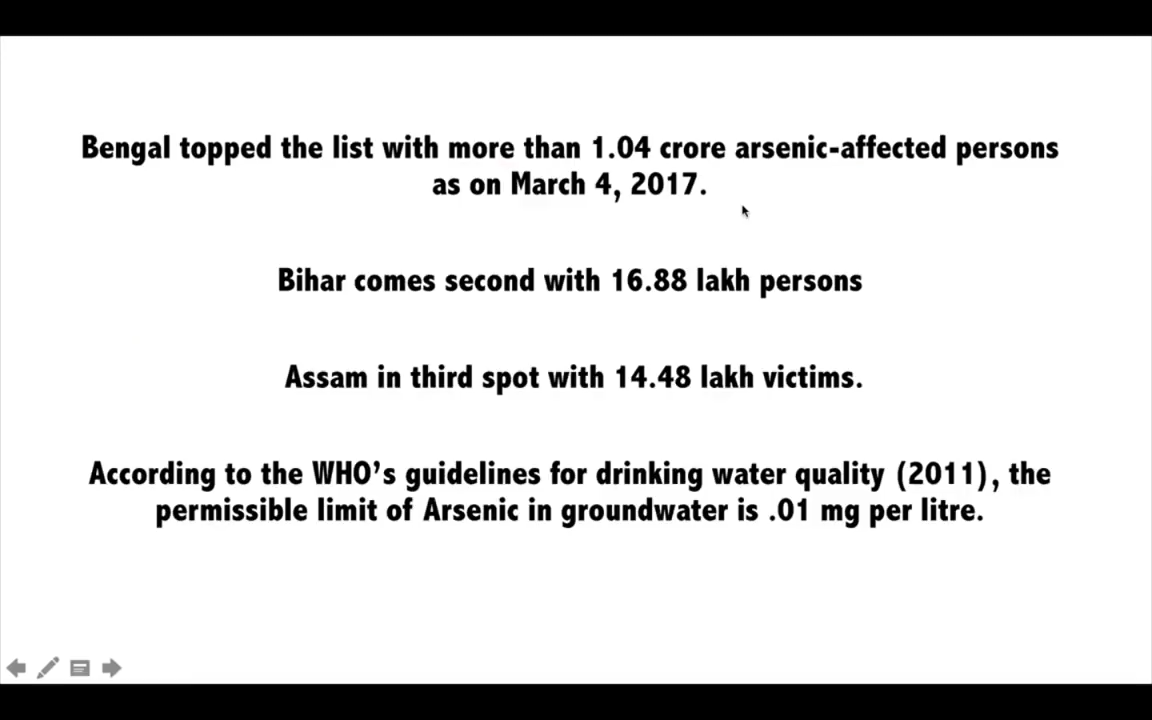 Bengal topped the list with more than 1.04 crore arsenic-affected persons
as on March 4, 2017.
Bihar comes second with 16.88 lakh persons
Assam in third spot with 14.48 lakh victims.
According to the WHO’s guidelines for drinking water quality (2011), the
permissible limit of Arsenic in groundwater is .01 mg per litre.